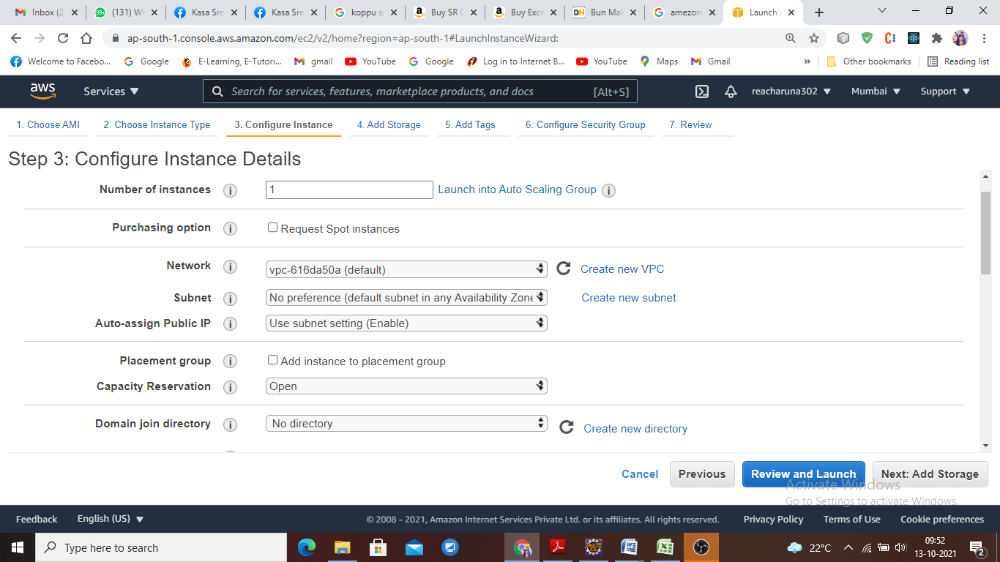 Inbox (2
99+ (131) W
Kasa Sre
Kasa Sre
koppu s
Buy SR C
Buy Exce
DH Bun Mak
amezon
Launch
ap-south-1.console.aws.amazon.com/ec2/v2/home?region=ap-south-1#LaunchInstanceWizard:
Welcome to Facebo...
Google
E-Learning, E-Tutori...
gmail
YouTube
Google
Log in to Internet B...
YouTube
Maps
Gmail
»
Other bookmarks
Reading list
aws
Services
Search for services, features, marketplace products, and docs
[Alt+S]
reacharuna302
Mumbai
Support
1. Choose AMI
2. Choose Instance Type
3. Configure Instance
4. Add Storage
5. Add Tags
6. Configure Security Group
7. Review
Step 3: Configure Instance Details
Number of instances
1
Launch into Auto Scaling Group
Purchasing option
Request Spot instances
Network
vpc-616da50a (default)
Create new VPC
Subnet
No preference (default subnet in any Availability Zone
Create new subnet
Auto-assign Public IP
Use subnet setting (Enable)
Placement group
Add instance to placement group
Capacity Reservation
Open
Domain join directory
No directory
Create new directory
Cancel
Previous
Review and Launch
Next: Add Storage
Activate Windows
Go to Settings to activate Windows.
Feedback
English (US)
© 2008 - 2021, Amazon Internet Services Private Ltd. or its affiliates. All rights reserved.
Privacy Policy
Terms of Use
Cookie preferences
Type here to search
22°C
09:52
13-10-2021
2